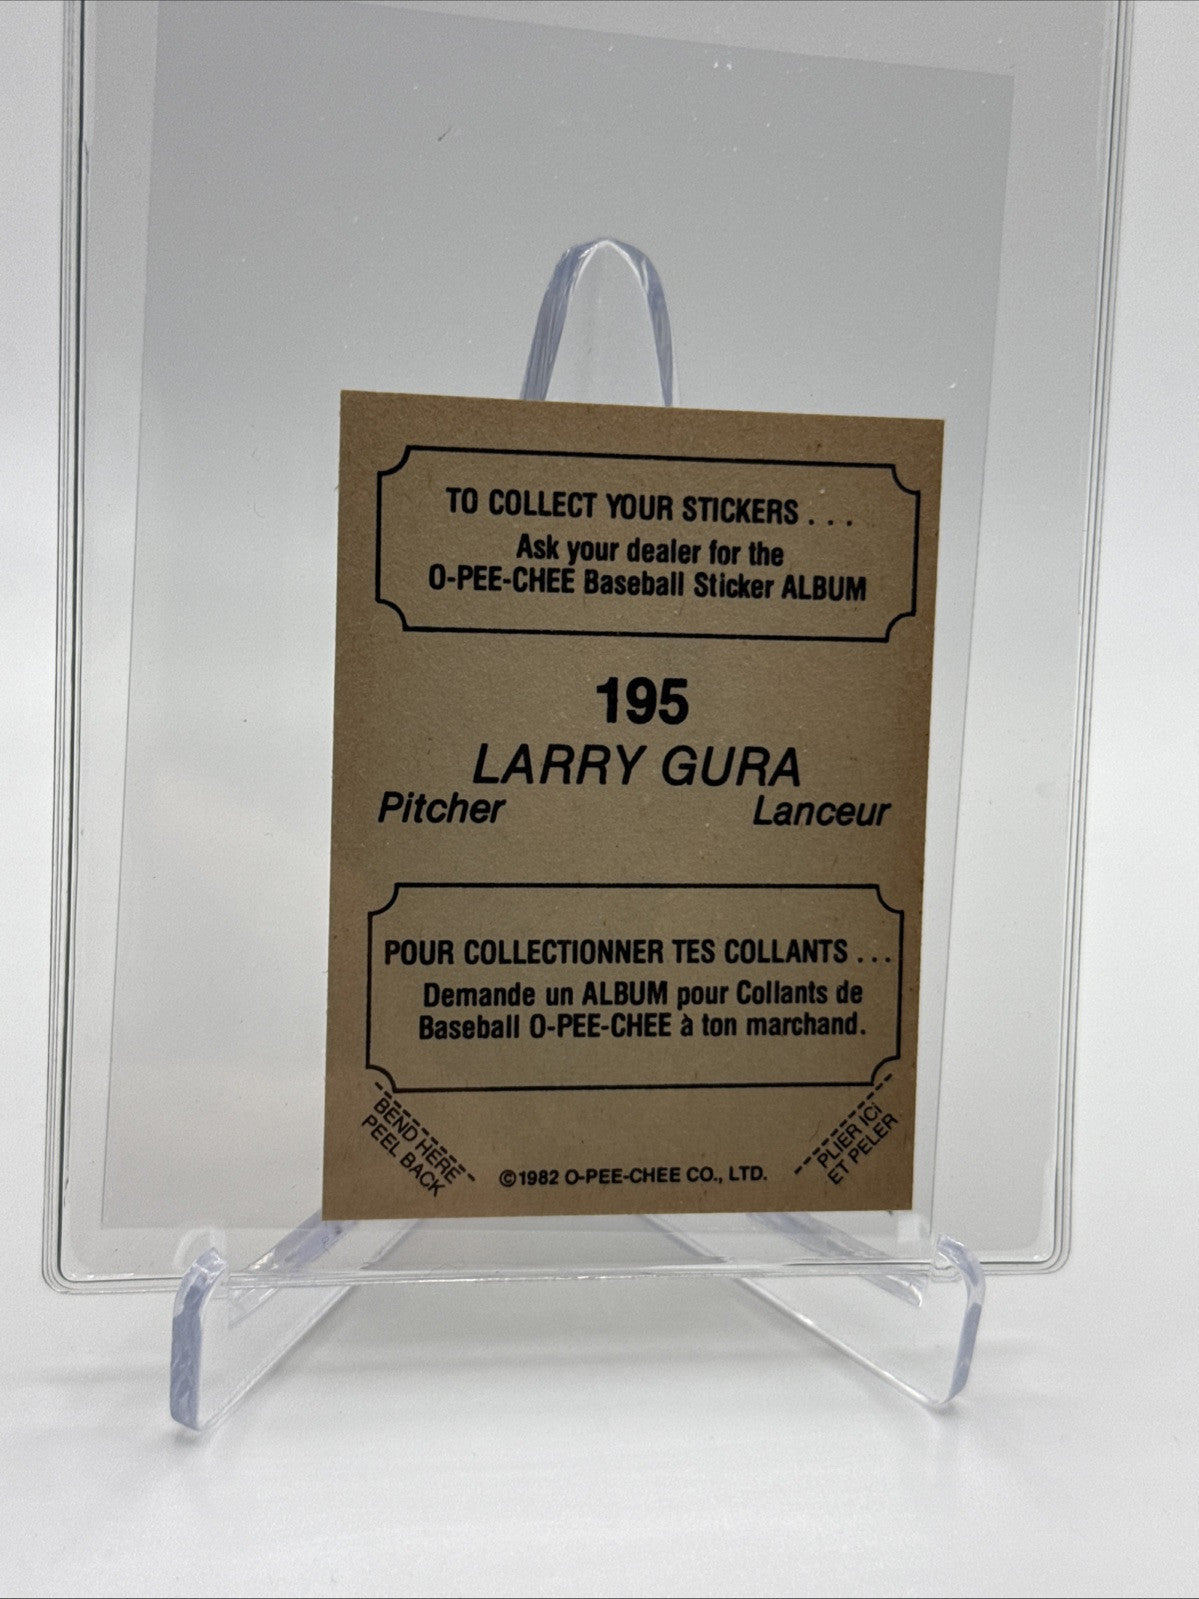 TO COLLECT YOUR STICKERS . . .
Ask your dealer for the
O-PEE-CHEE Baseball Sticker ALBUM
195
LARRY GURA
Pitcher Lanceur
POUR COLLECTIONNER TES COLLANTS . . .
Demande un ALBUM pour Collants de
Baseball O-PEE-CHEE à ton marchand.
BEND HERE
PEEL BACK
PLIER ICI
ET PELER
©1982 O-PEE-CHEE CO., LTD.